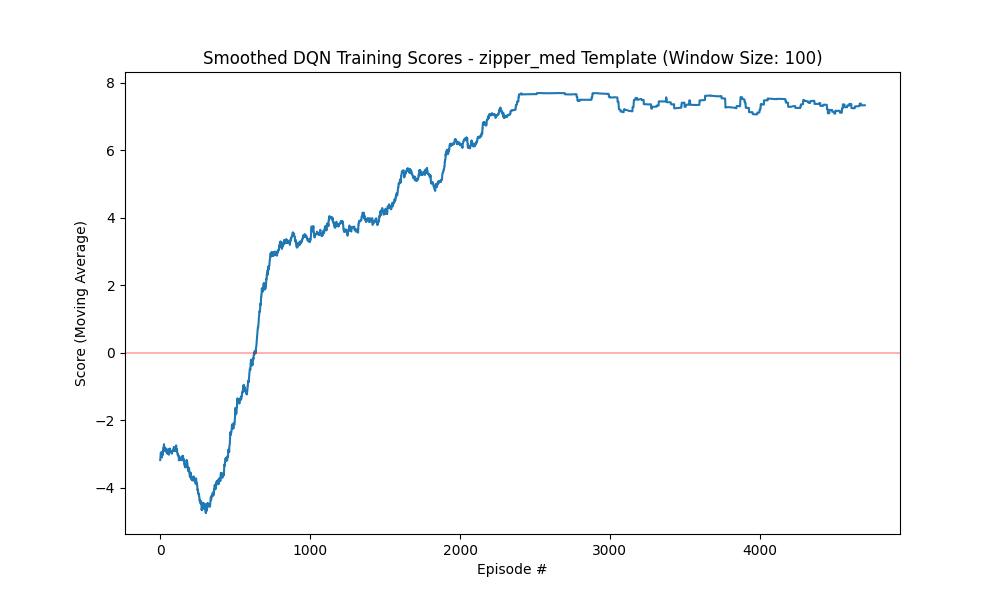 Smoothed DQN Training Scores - zipper_med Template (Window Size: 100)
8
6
4
2
0
−2
−4
Score (Moving Average)
0 1000 2000 3000 4000
Episode #